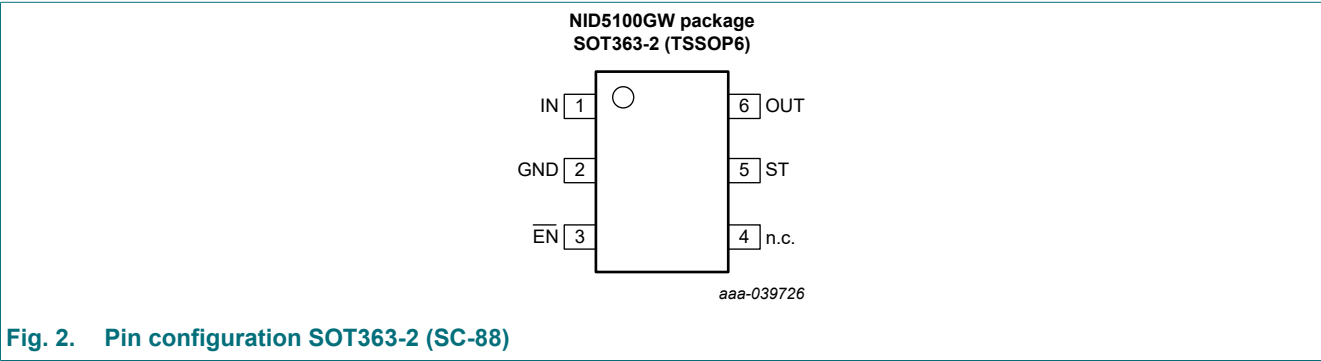 NID5100GW package
SOT363-2 (TSSOP6)
IN 1 6 OUT
GND 2 5 ST
E̅N̅ 3 4 n.c.
aaa-039726
Fig. 2. Pin configuration SOT363-2 (SC-88)